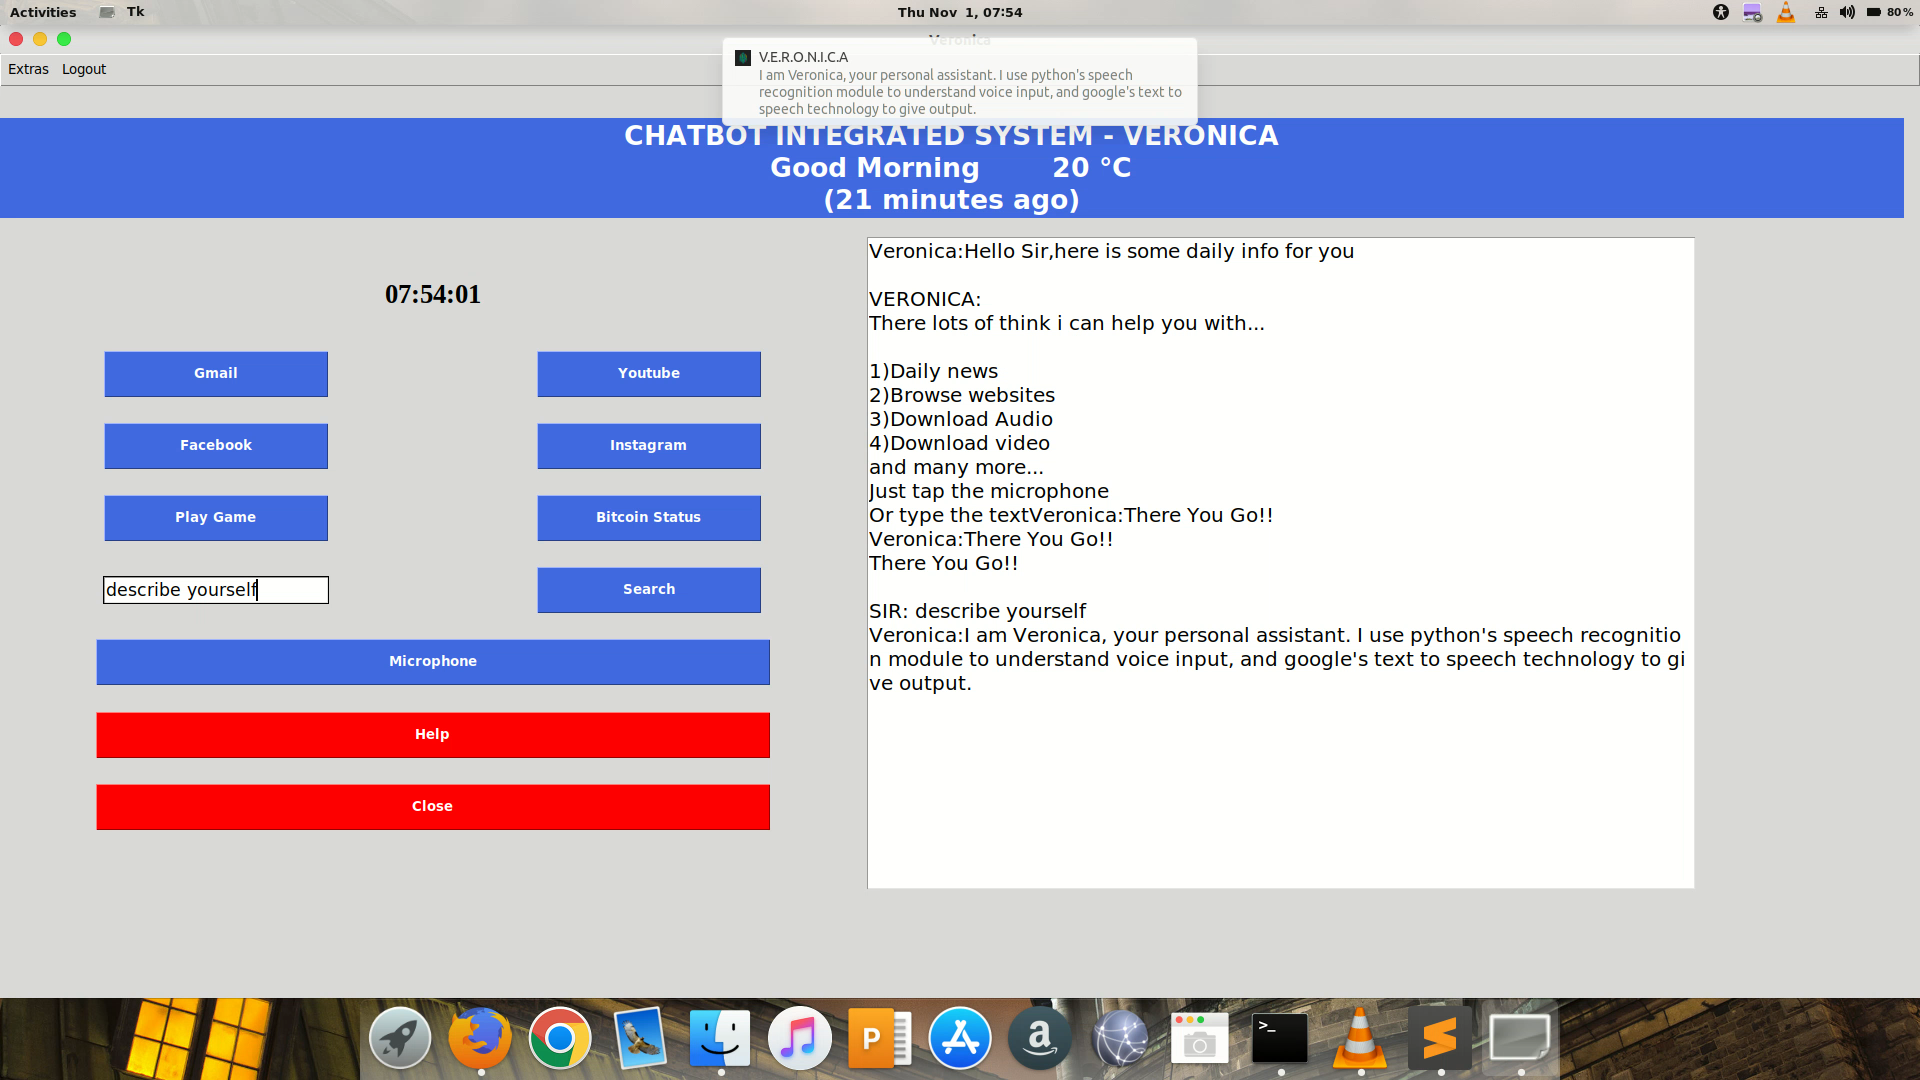 Activities
Tk
Thu Nov 1, 07:54
80 %
Veronica
Extras Logout
V.E.R.O.N.I.C.A
I am Veronica, your personal assistant. I use python's speech
recognition module to understand voice input, and google's text to
speech technology to give output.
CHATBOT INTEGRATED SYSTEM - VERONICA
Good Morning 20 °C
(21 minutes ago)
07:54:01
Gmail
Youtube
Facebook
Instagram
Play Game
Bitcoin Status
describe yourself
Search
Microphone
Help
Close
Veronica:Hello Sir,here is some daily info for you
VERONICA:
There lots of think i can help you with...
1)Daily news
2)Browse websites
3)Download Audio
4)Download video
and many more...
Just tap the microphone
Or type the textVeronica:There You Go!!
Veronica:There You Go!!
There You Go!!
SIR: describe yourself
Veronica:I am Veronica, your personal assistant. I use python's speech recognitio
n module to understand voice input, and google's text to speech technology to gi
ve output.
P
a
>_